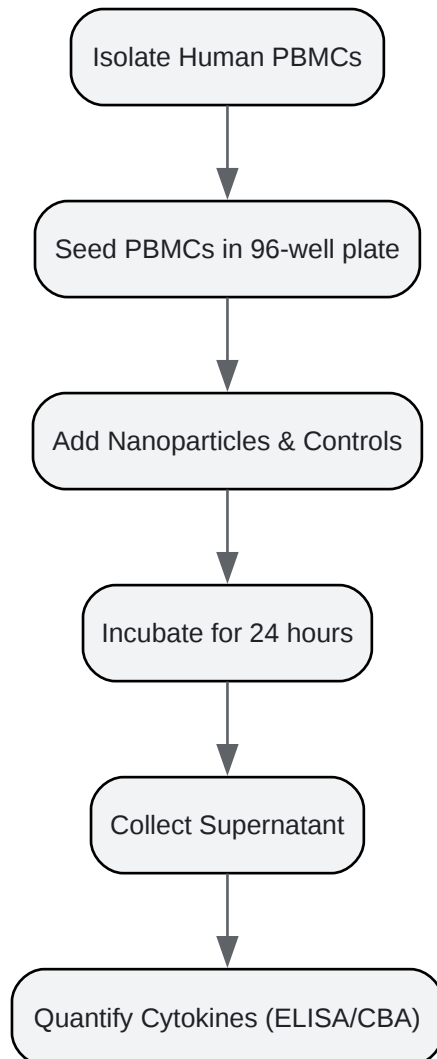 Isolate Human PBMCs
Seed PBMCs in 96-well plate
Add Nanoparticles & Controls
Incubate for 24 hours
Collect Supernatant
Quantify Cytokines (ELISA/CBA)